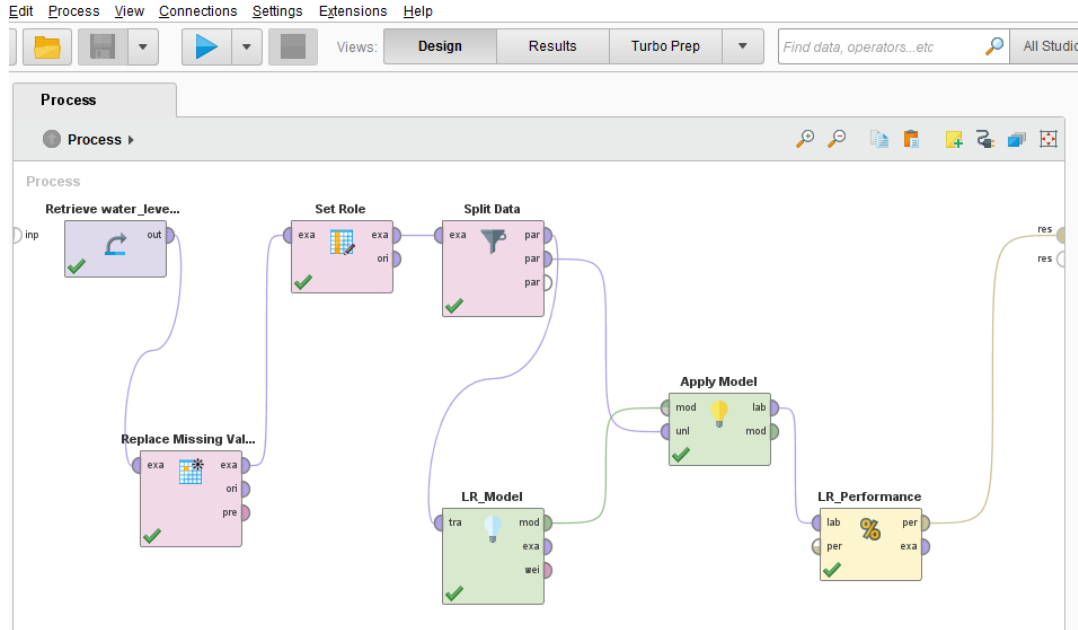 Edit Process View Connections Settings Extensions Help
Views: Design Results Turbo Prep Find data, operators...etc All Studio
Process
Process
Process
Retrieve water_leve... Set Role Split Data
inp out exa exa exa par res
ori par res
par
Apply Model
mod lab
unl mod
Replace Missing Val...
exa exa
ori
pre
LR_Model LR_Performance
tra mod lab per
exa per exa
wei